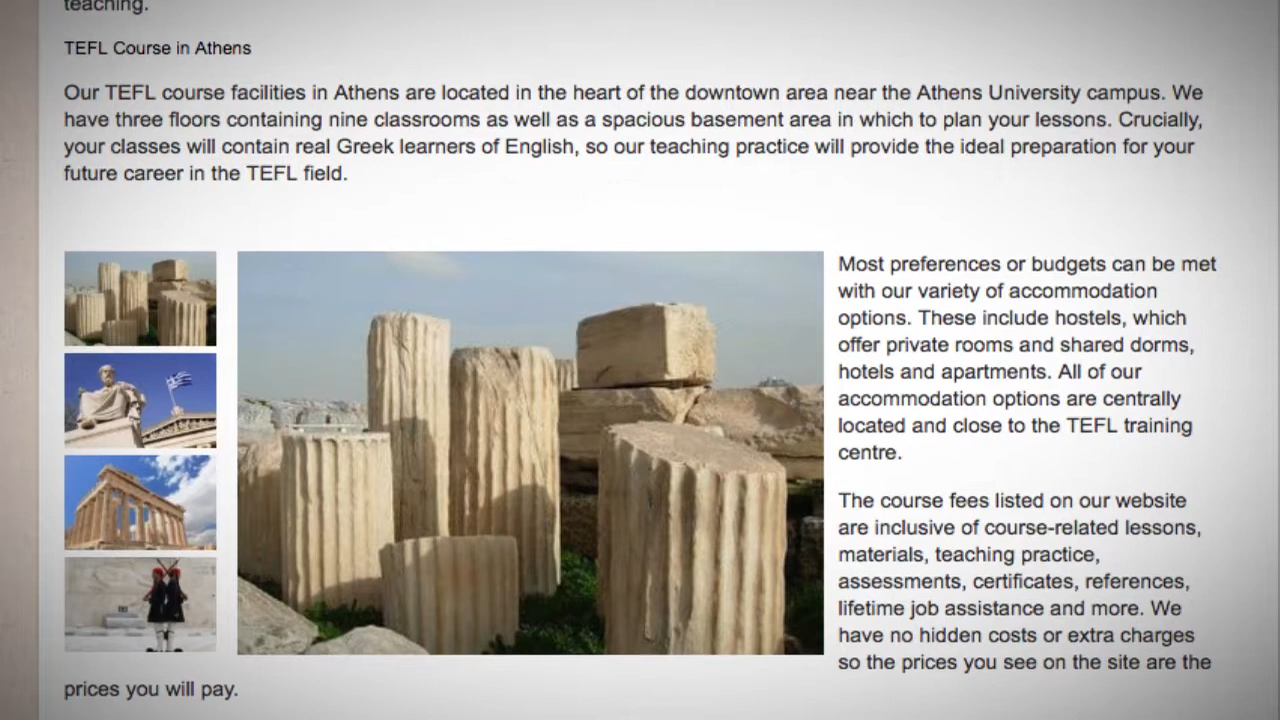 teaching.
TEFL Course in Athens
Our TEFL course facilities in Athens are located in the heart of the downtown area near the Athens University campus. We
have three floors containing nine classrooms as well as a spacious basement area in which to plan your lessons. Crucially,
your classes will contain real Greek learners of English, so our teaching practice will provide the ideal preparation for your
future career in the TEFL field.
Most preferences or budgets can be met
with our variety of accommodation
options. These include hostels, which
offer private rooms and shared dorms,
hotels and apartments. All of our
accommodation options are centrally
located and close to the TEFL training
centre.
The course fees listed on our website
are inclusive of course-related lessons,
materials, teaching practice,
assessments, certificates, references,
lifetime job assistance and more. We
have no hidden costs or extra charges
so the prices you see on the site are the
prices you will pay.